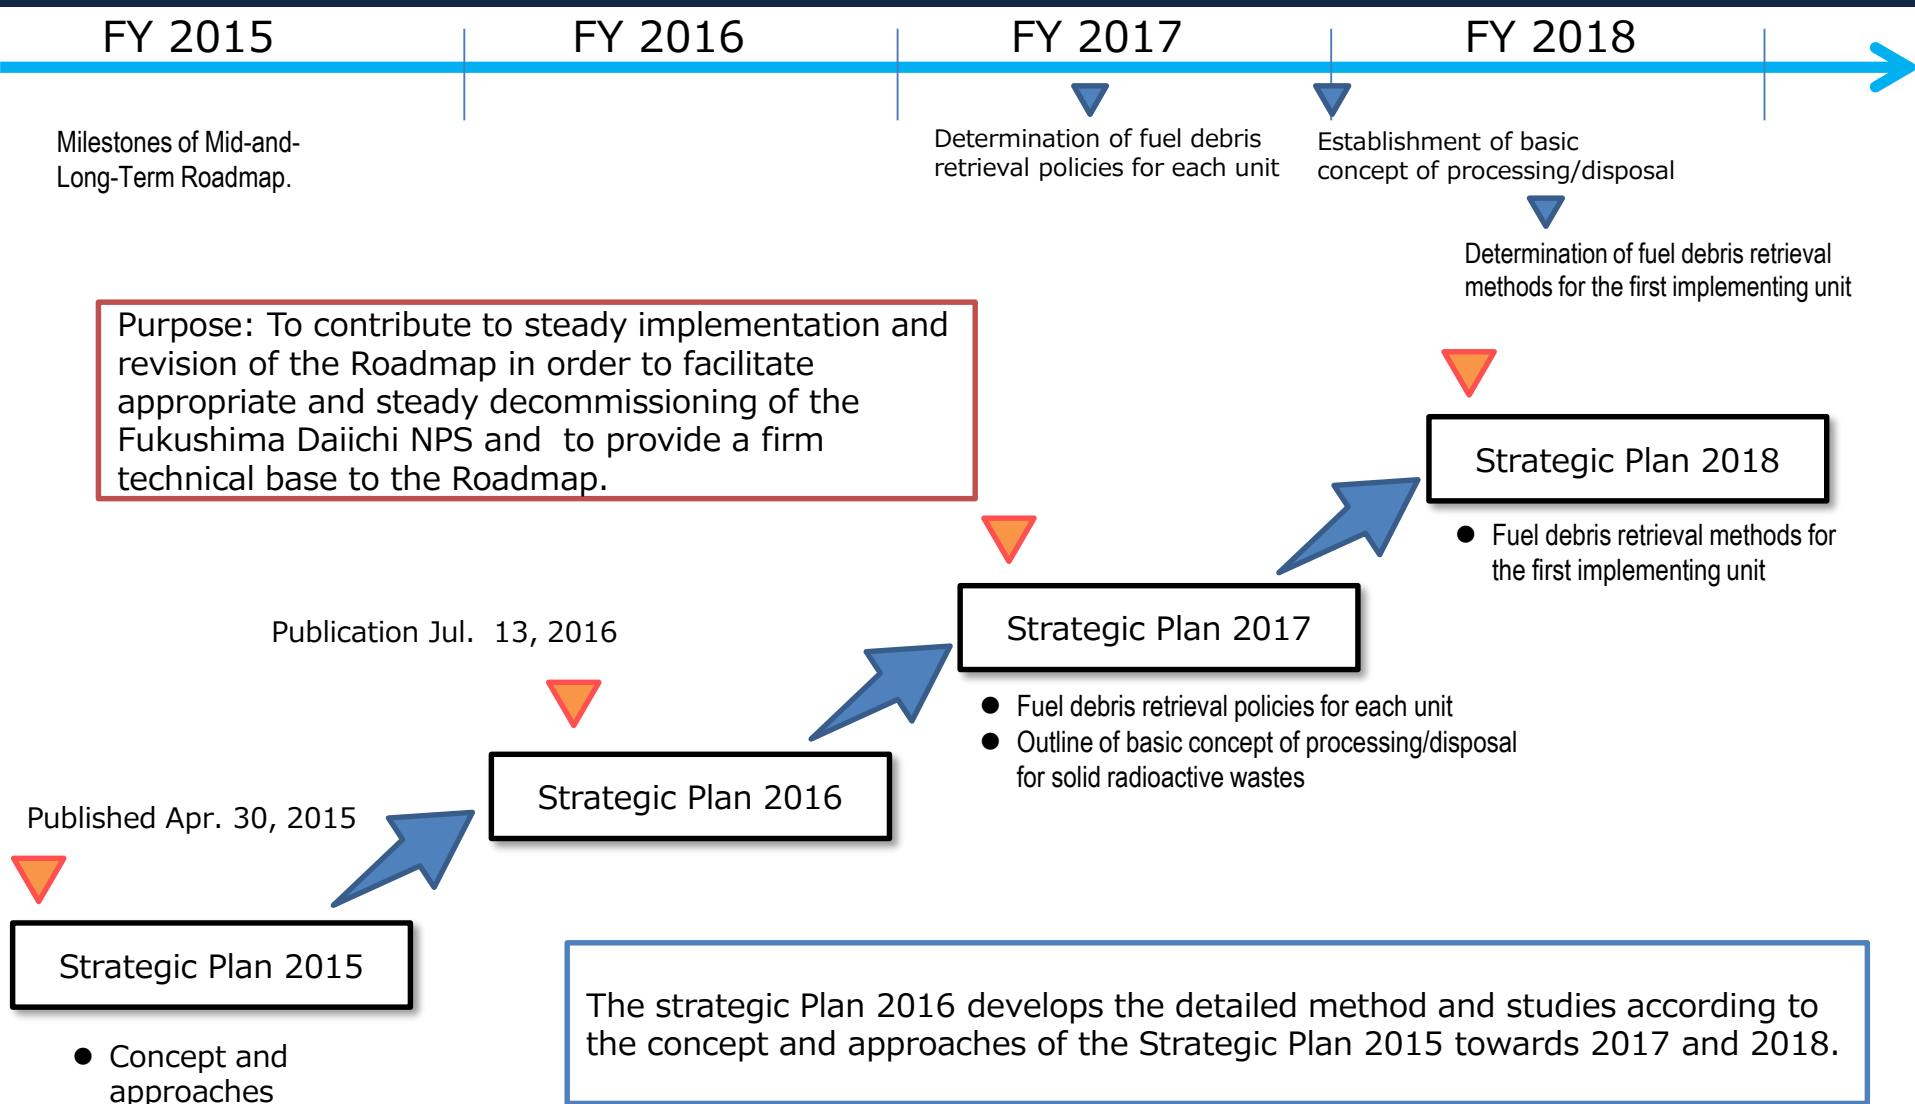 FY 2015
FY 2016
FY 2017
FY 2018
Milestones of Mid-and-
Long-Term Roadmap.
Determination of fuel debris
retrieval policies for each unit
Establishment of basic
concept of processing/disposal
Determination of fuel debris retrieval
methods for the first implementing unit
Purpose: To contribute to steady implementation and
revision of the Roadmap in order to facilitate
appropriate and steady decommissioning of the
Fukushima Daiichi NPS and  to provide a firm
technical base to the Roadmap.
Strategic Plan 2018
● Fuel debris retrieval methods for
the first implementing unit
Strategic Plan 2017
● Fuel debris retrieval policies for each unit
● Outline of basic concept of processing/disposal
for solid radioactive wastes
Publication Jul.  13, 2016
Strategic Plan 2016
Published Apr. 30, 2015
Strategic Plan 2015
● Concept and
approaches
The strategic Plan 2016 develops the detailed method and studies according to
the concept and approaches of the Strategic Plan 2015 towards 2017 and 2018.